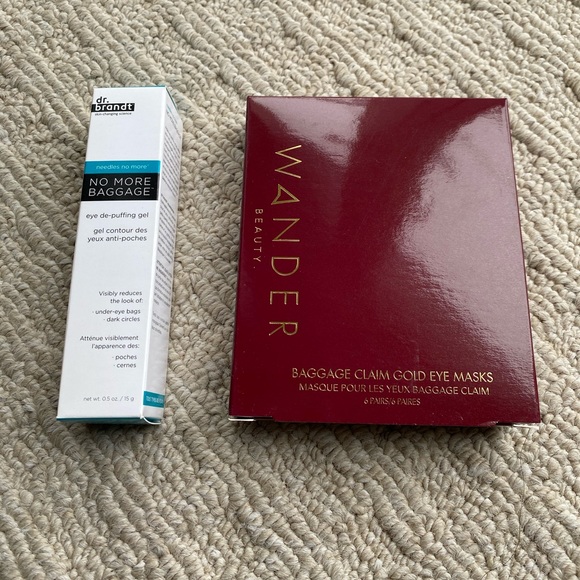 dr.
brandt
skin-changing science
needles no more
NO MORE
BAGGAGE
eye de-puffing gel
gel contour des
yeux anti-poches
Visibly reduces
the look of:
· under-eye bags
· dark circles
Atténue visiblement
l'apparence des:
· poches
· cernes
net wt. 0.5 oz. / 15 g
WANDER
BEAUTY.
BAGGAGE CLAIM GOLD EYE MASKS
MASQUE POUR LES YEUX BAGGAGE CLAIM
6 PAIRS/6 PAIRES